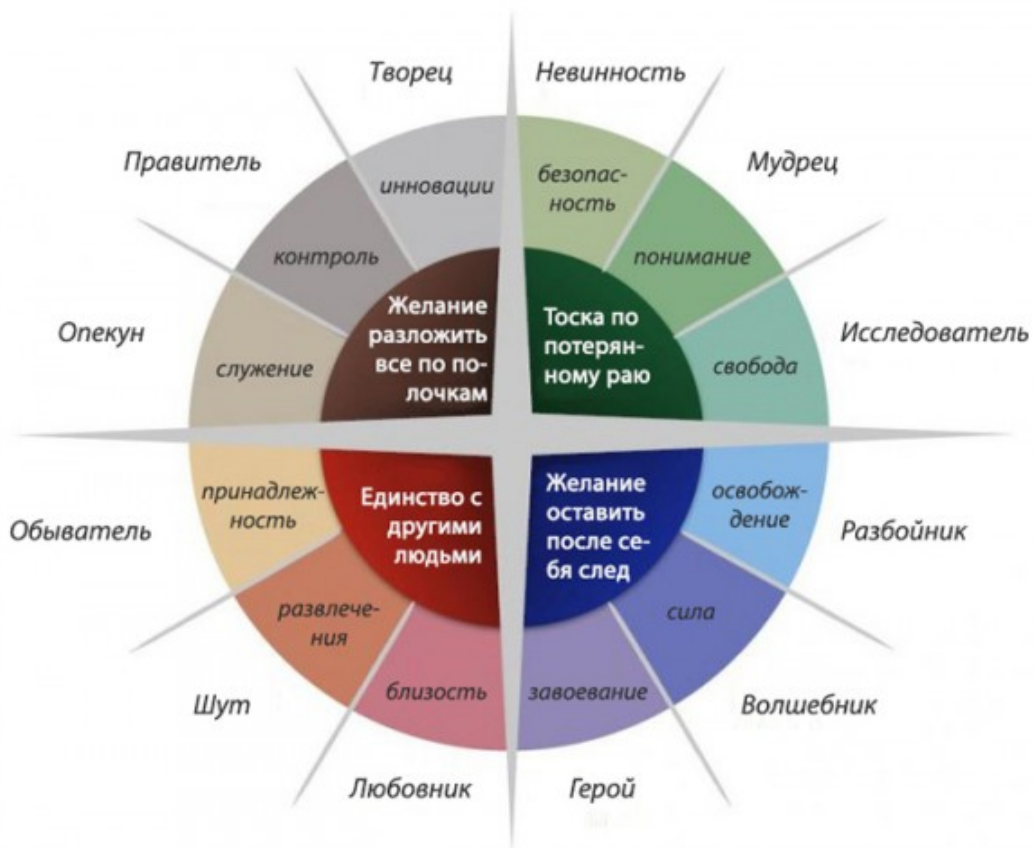 Творец
Невинность
Правитель
Мудрец
инновации
безопас-
ность
контроль
понимание
Опекун
Исследователь
служение
свобода
Желание
разложить
все по по-
лочкам
Тоска по
потерян-
ному раю
Обыватель
Разбойник
принадлеж-
ность
освобож-
дение
Единство с
другими
людьми
Желание
оставить
после се-
бя след
развлече-
ния
сила
Шут
Волшебник
близость
завоевание
Любовник
Герой